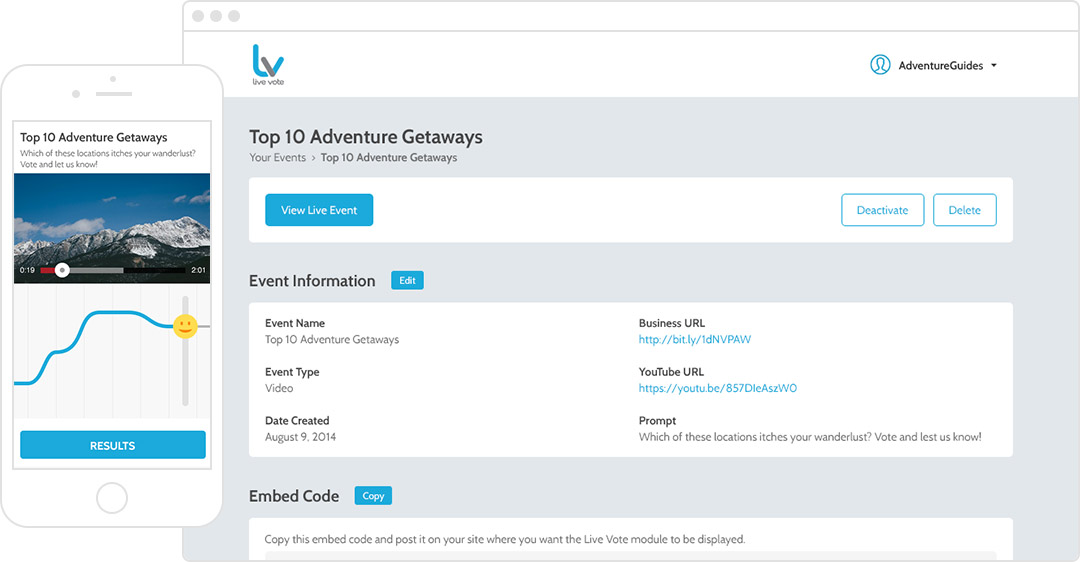 Top 10 Adventure Getaways
Which of these locations itches your wanderlust?
Vote and let us know!
0:19
2:01
RESULTS
lv
live vote
AdventureGuides
Top 10 Adventure Getaways
Your Events › Top 10 Adventure Getaways
View Live Event
Deactivate
Delete
Event Information
Edit
Event Name
Top 10 Adventure Getaways
Event Type
Video
Date Created
August 9, 2014
Business URL
http://bit.ly/1dNVPAW
YouTube URL
https://youtu.be/857DIeAszW0
Prompt
Which of these locations itches your wanderlust? Vote and lest us know!
Embed Code
Copy
Copy this embed code and post it on your site where you want the Live Vote module to be displayed.